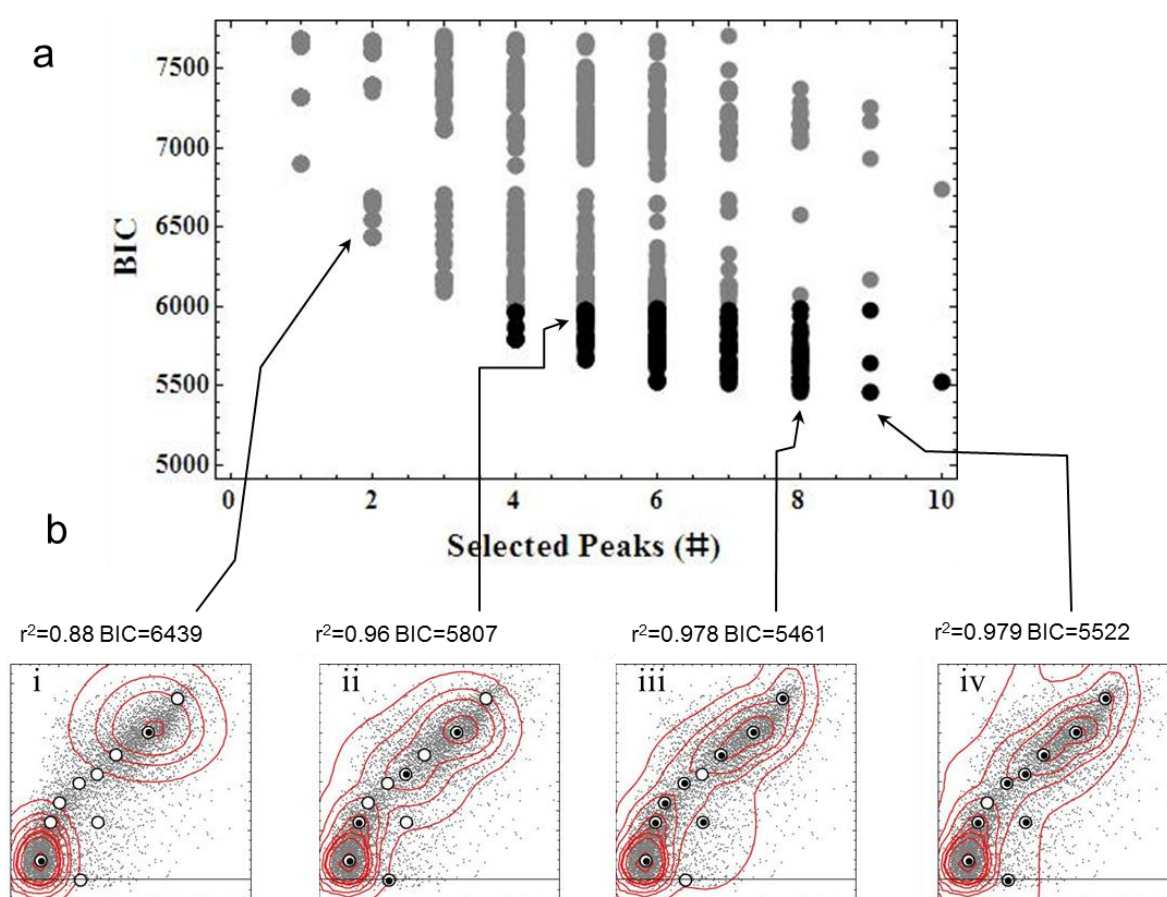 a
7500
7000
6500
6000
5500
5000
BIC
0 2 4 6 8 10
Selected Peaks (#)
b
r²=0.88 BIC=6439 r²=0.96 BIC=5807 r²=0.978 BIC=5461 r²=0.979 BIC=5522
i ii iii iv